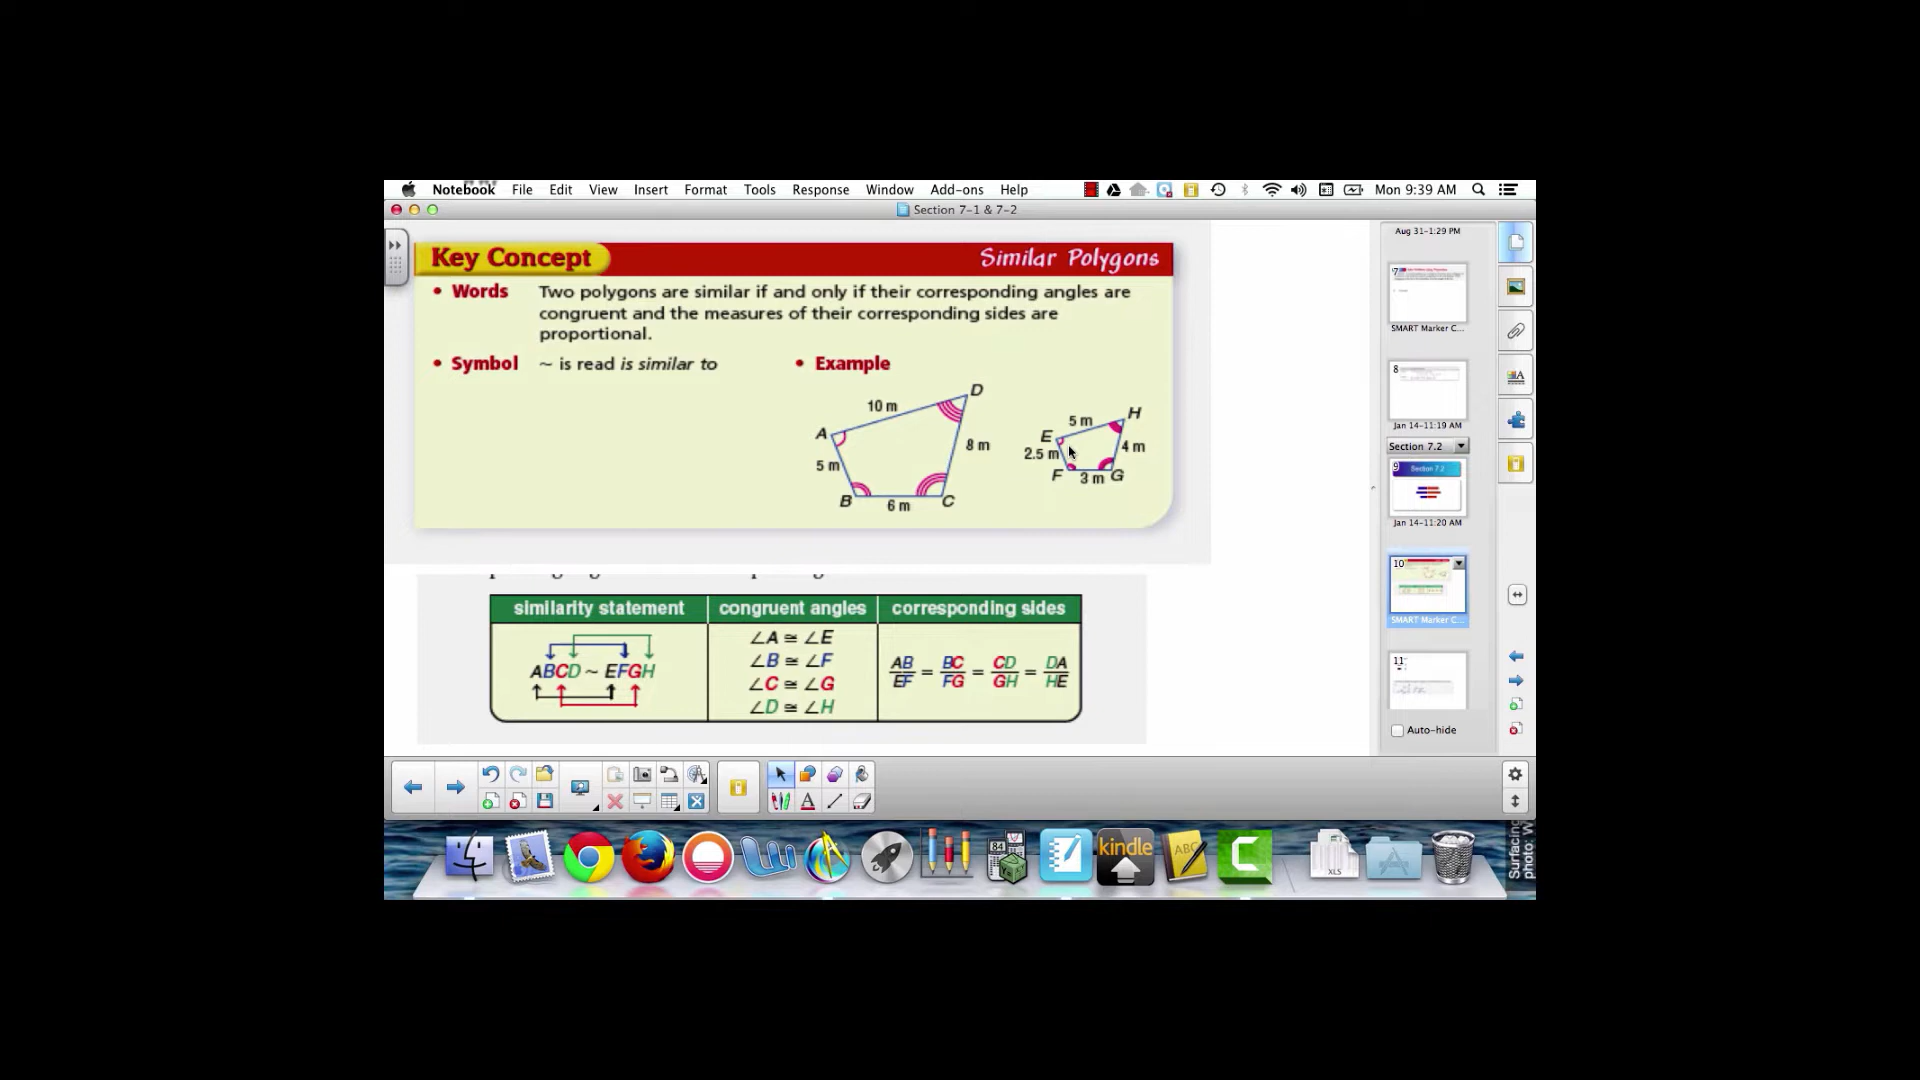 Notebook File Edit View Insert Format Tools Response Window Add-ons Help Mon 9:39 AM
Section 7-1 & 7-2
Key Concept Similar Polygons
• Words Two polygons are similar if and only if their corresponding angles are
congruent and the measures of their corresponding sides are
proportional.
• Symbol ~ is read is similar to • Example
D
10 m
A
8 m
5 m
B
6 m
C
H
5 m
E
4 m
2.5 m
F
3 m
G
similarity statement congruent angles corresponding sides
ABCD ~ EFGH
∠A ≅ ∠E
∠B ≅ ∠F
∠C ≅ ∠G
∠D ≅ ∠H
AB/EF = BC/FG = CD/GH = DA/HE
Aug 31-1:29 PM
7
SMART Marker C...
8
Jan 14-11:19 AM
Section 7.2
9
Section 7.2
Jan 14-11:20 AM
10
SMART Marker C...
11
Auto-hide
A
84
kindle
ABC
C
XLS
Surfacing
photo: W